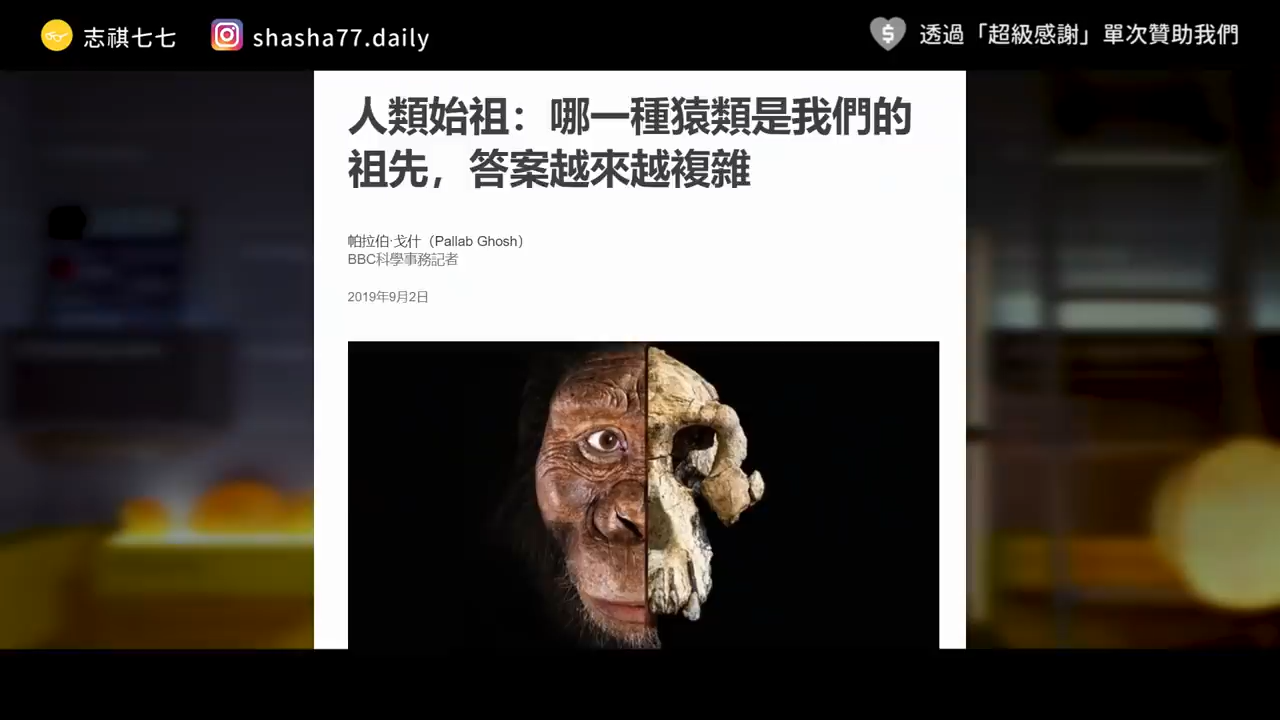 志祺七七
shasha77.daily
透過「超級感謝」單次贊助我們
人類始祖：哪一種猿類是我們的
祖先，答案越來越複雜
帕拉伯·戈什（Pallab Ghosh）
BBC科學事務記者
2019年9月2日